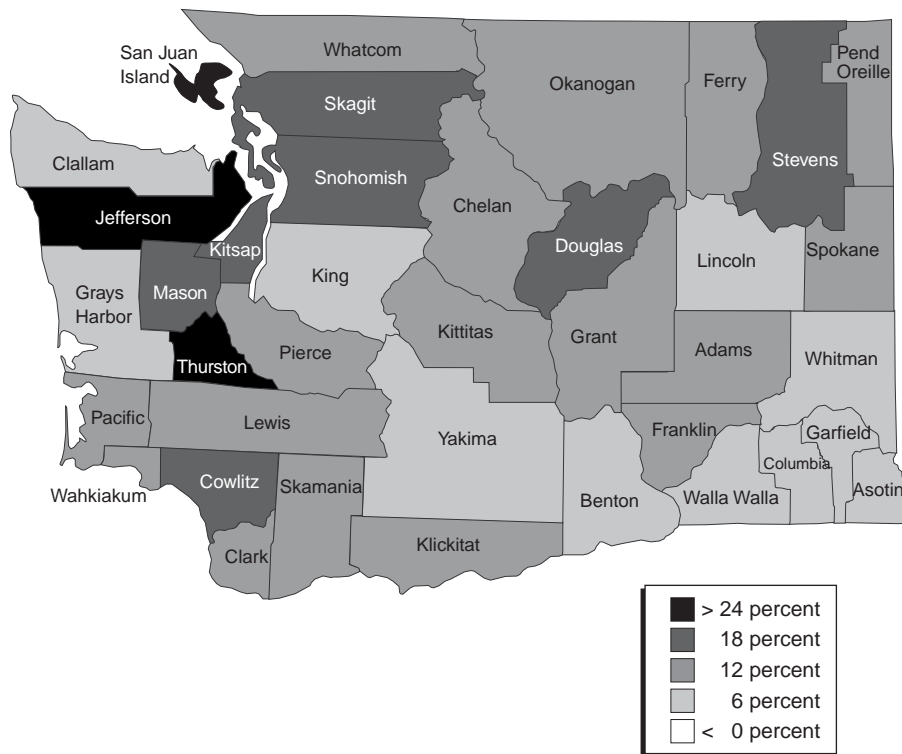 Whatcom
San Juan
Island
Skagit
Okanogan
Ferry
Pend
Oreille
Stevens
Clallam
Snohomish
Chelan
Jefferson
Kitsap
Douglas
Spokane
Lincoln
King
Mason
Grays
Harbor
Kittitas
Grant
Adams
Whitman
Pierce
Thurston
Pacific
Lewis
Yakima
Franklin
Garfield
Columbia
Wahkiakum
Cowlitz
Skamania
Benton
Walla Walla
Asotin
Clark
Klickitat
> 24 percent
18 percent
12 percent
6 percent
< 0 percent